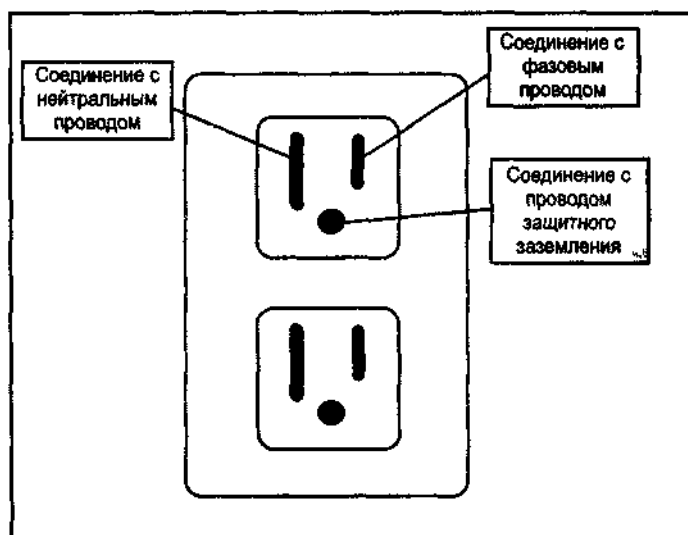 Соединение с
нейтральным
проводом
Соединение с
фазовым
проводом
Соединение с
проводом
защитного
заземления